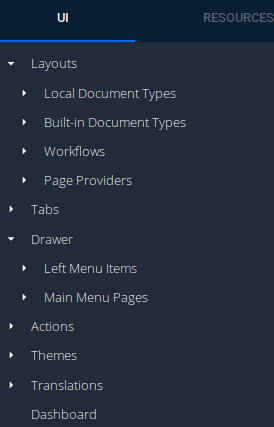 UI
RESOURCES
Layouts
Local Document Types
Built-in Document Types
Workflows
Page Providers
Tabs
Drawer
Left Menu Items
Main Menu Pages
Actions
Themes
Translations
Dashboard